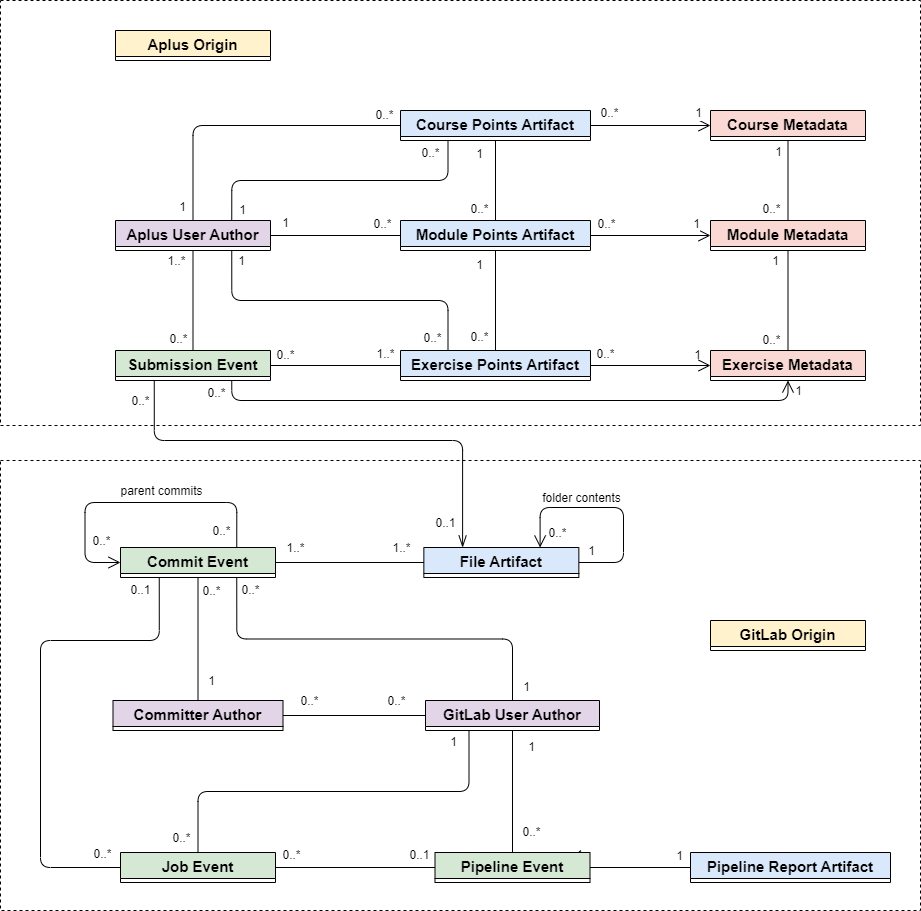 Aplus Origin
0..*
Course Points Artifact
0..*
1
Course Metadata
0..*
1
1
1
1
0..*
0..*
Aplus User Author
1
0..*
Module Points Artifact
0..*
1
Module Metadata
1..*
1
1
1
0..*
0..*
0..*
0..*
Submission Event
0..*
1..*
Exercise Points Artifact
0..*
1
Exercise Metadata
0..*
0..*
1
parent commits
folder contents
0..*
0..*
0..1
0..*
Commit Event
1..*
1..*
File Artifact
1
0..1
0..*
0..*
GitLab Origin
1
1
Committer Author
0..*
0..*
GitLab User Author
1
1
0..*
0..*
0..*
Job Event
0..*
0..1
Pipeline Event
1
Pipeline Report Artifact